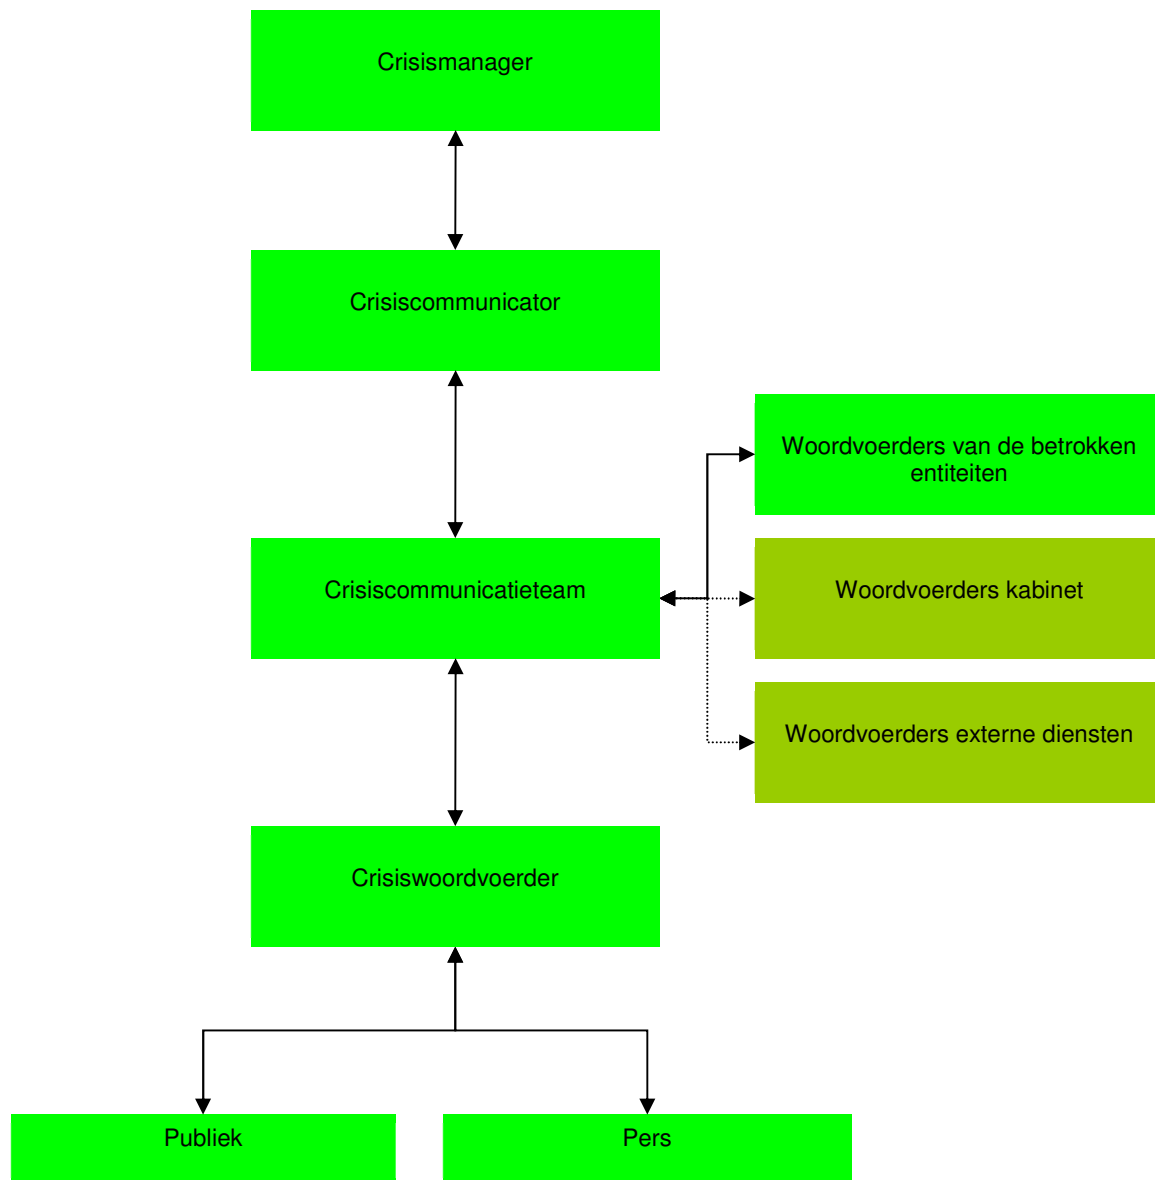 Crisismanager
Crisiscommunicator
Woordvoerders van de betrokken
entiteiten
Crisiscommunicatieteam
Woordvoerders kabinet
Woordvoerders externe diensten
Crisiswoordvoerder
Publiek
Pers